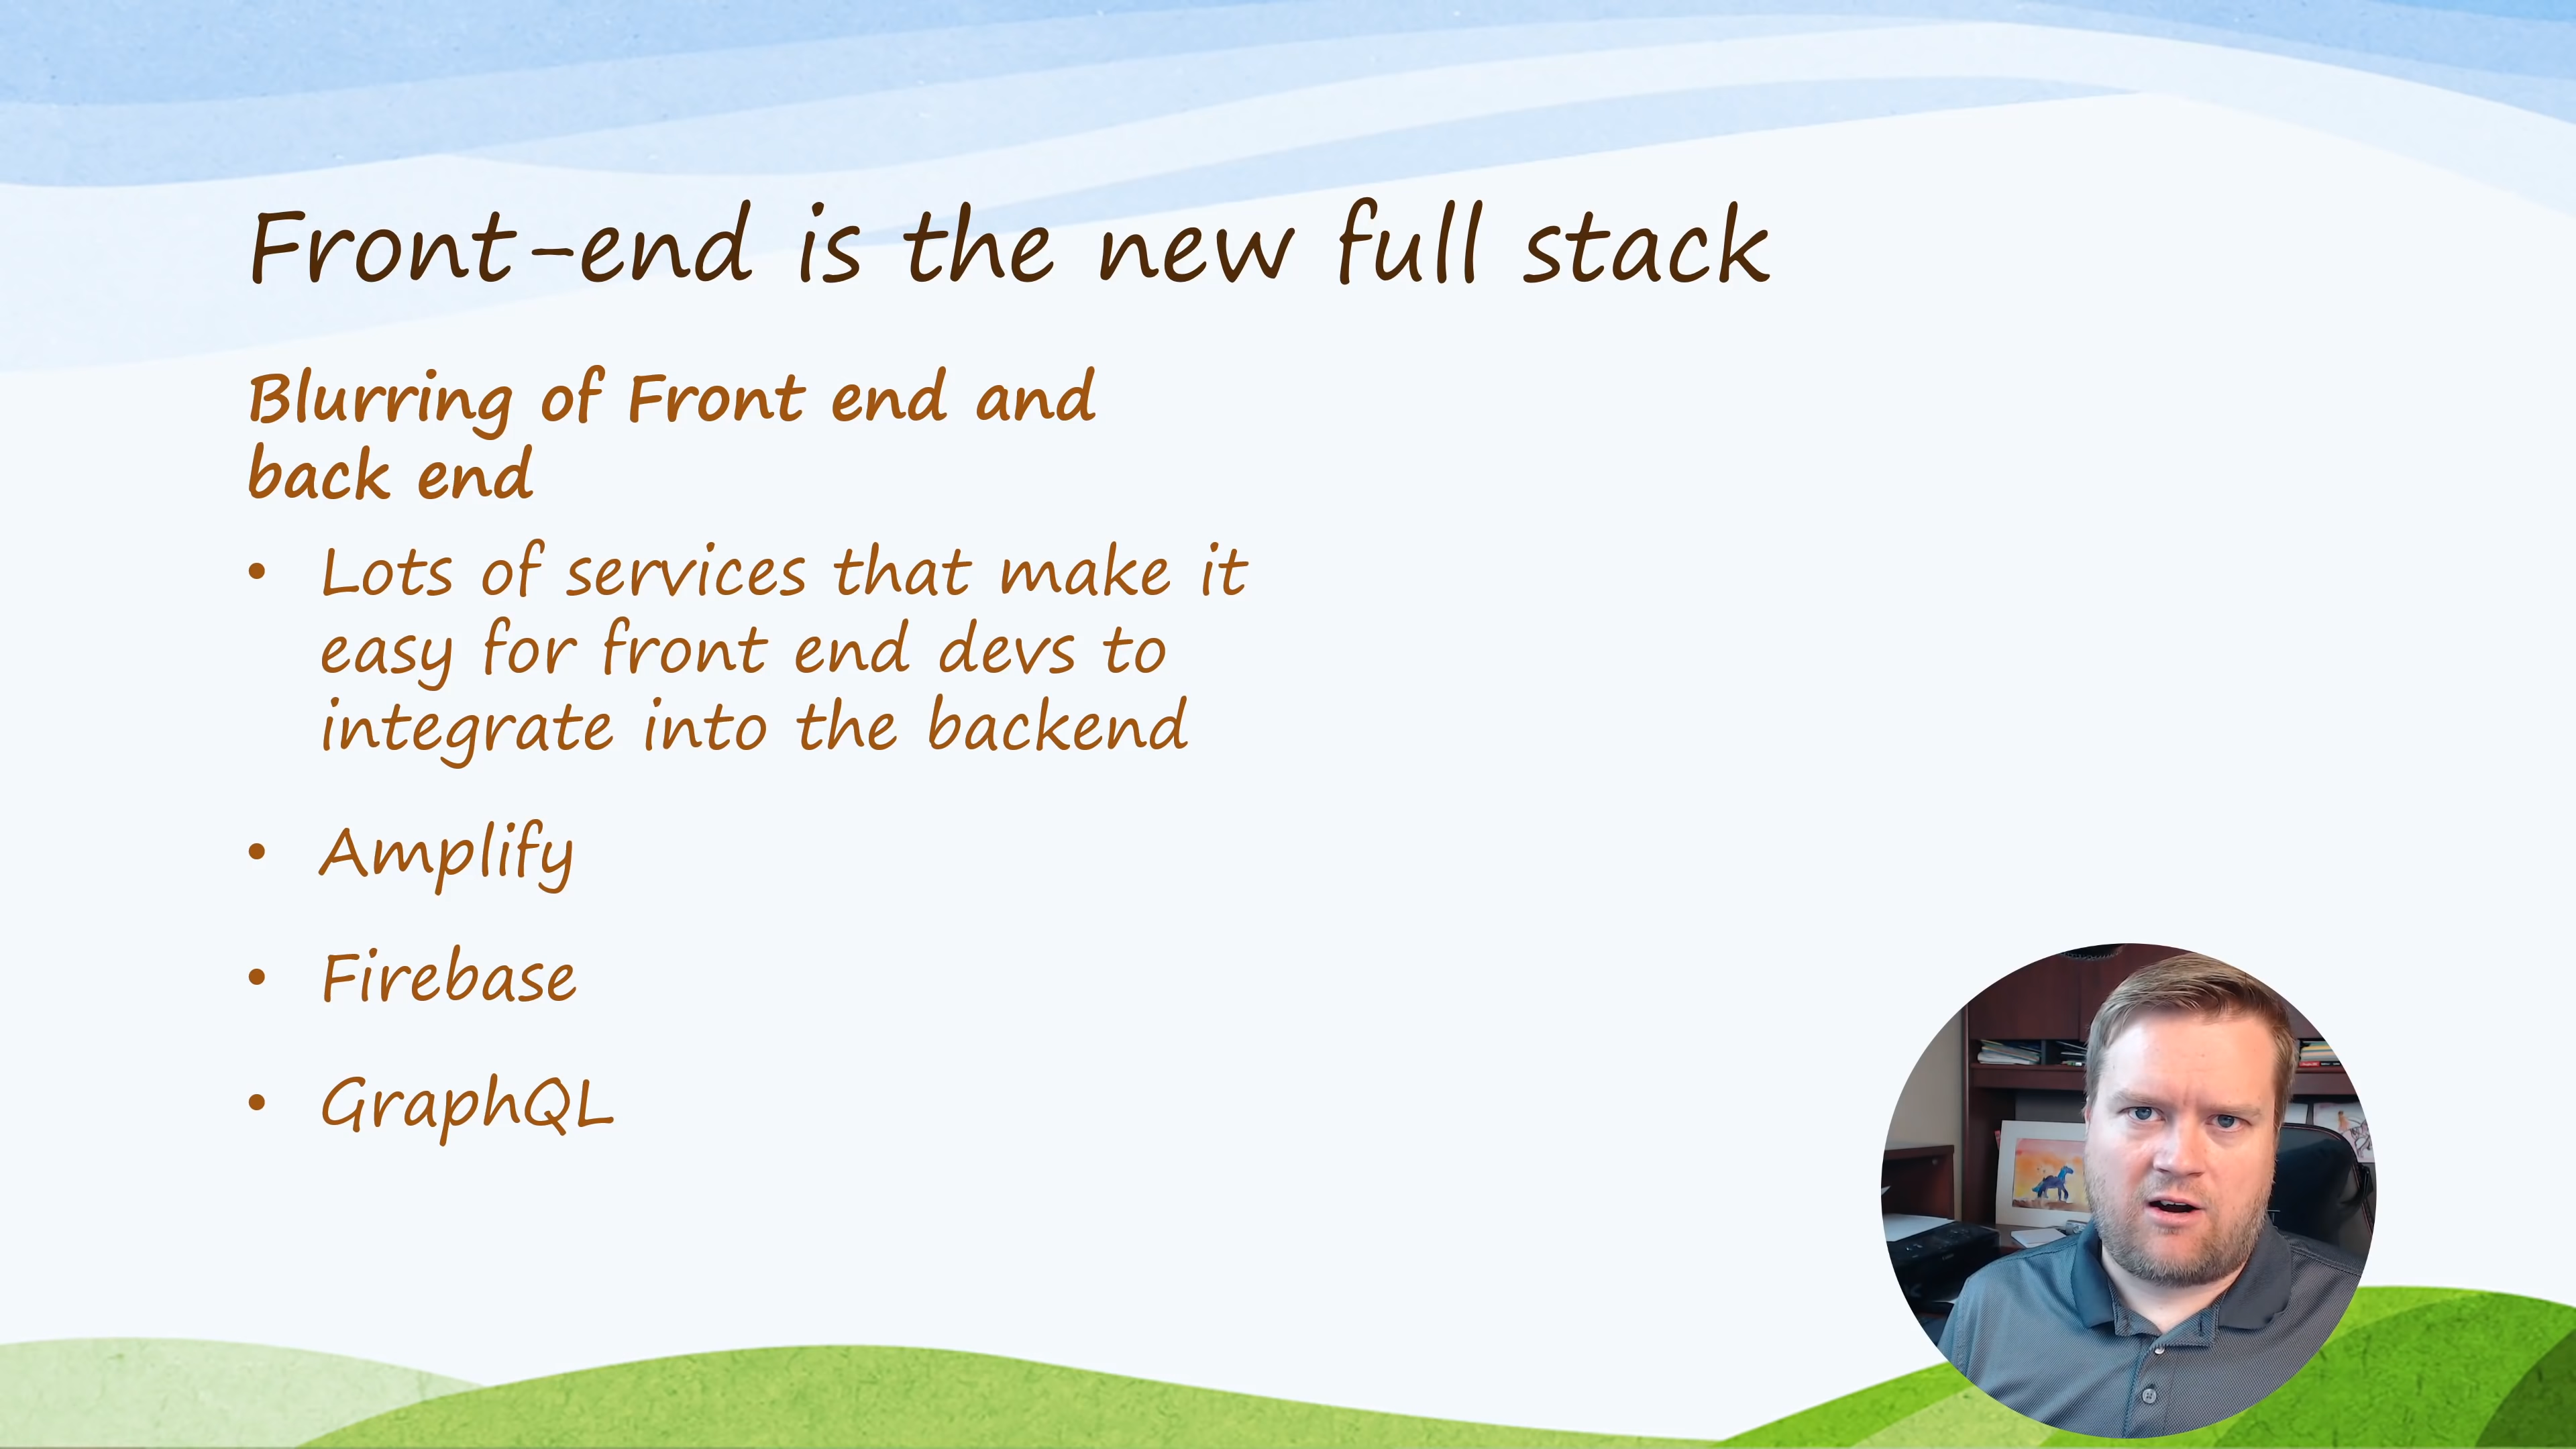 Front-end is the new full stack
Blurring of Front end and
back end
• Lots of services that make it
easy for front end devs to
integrate into the backend
• Amplify
• Firebase
• GraphQL